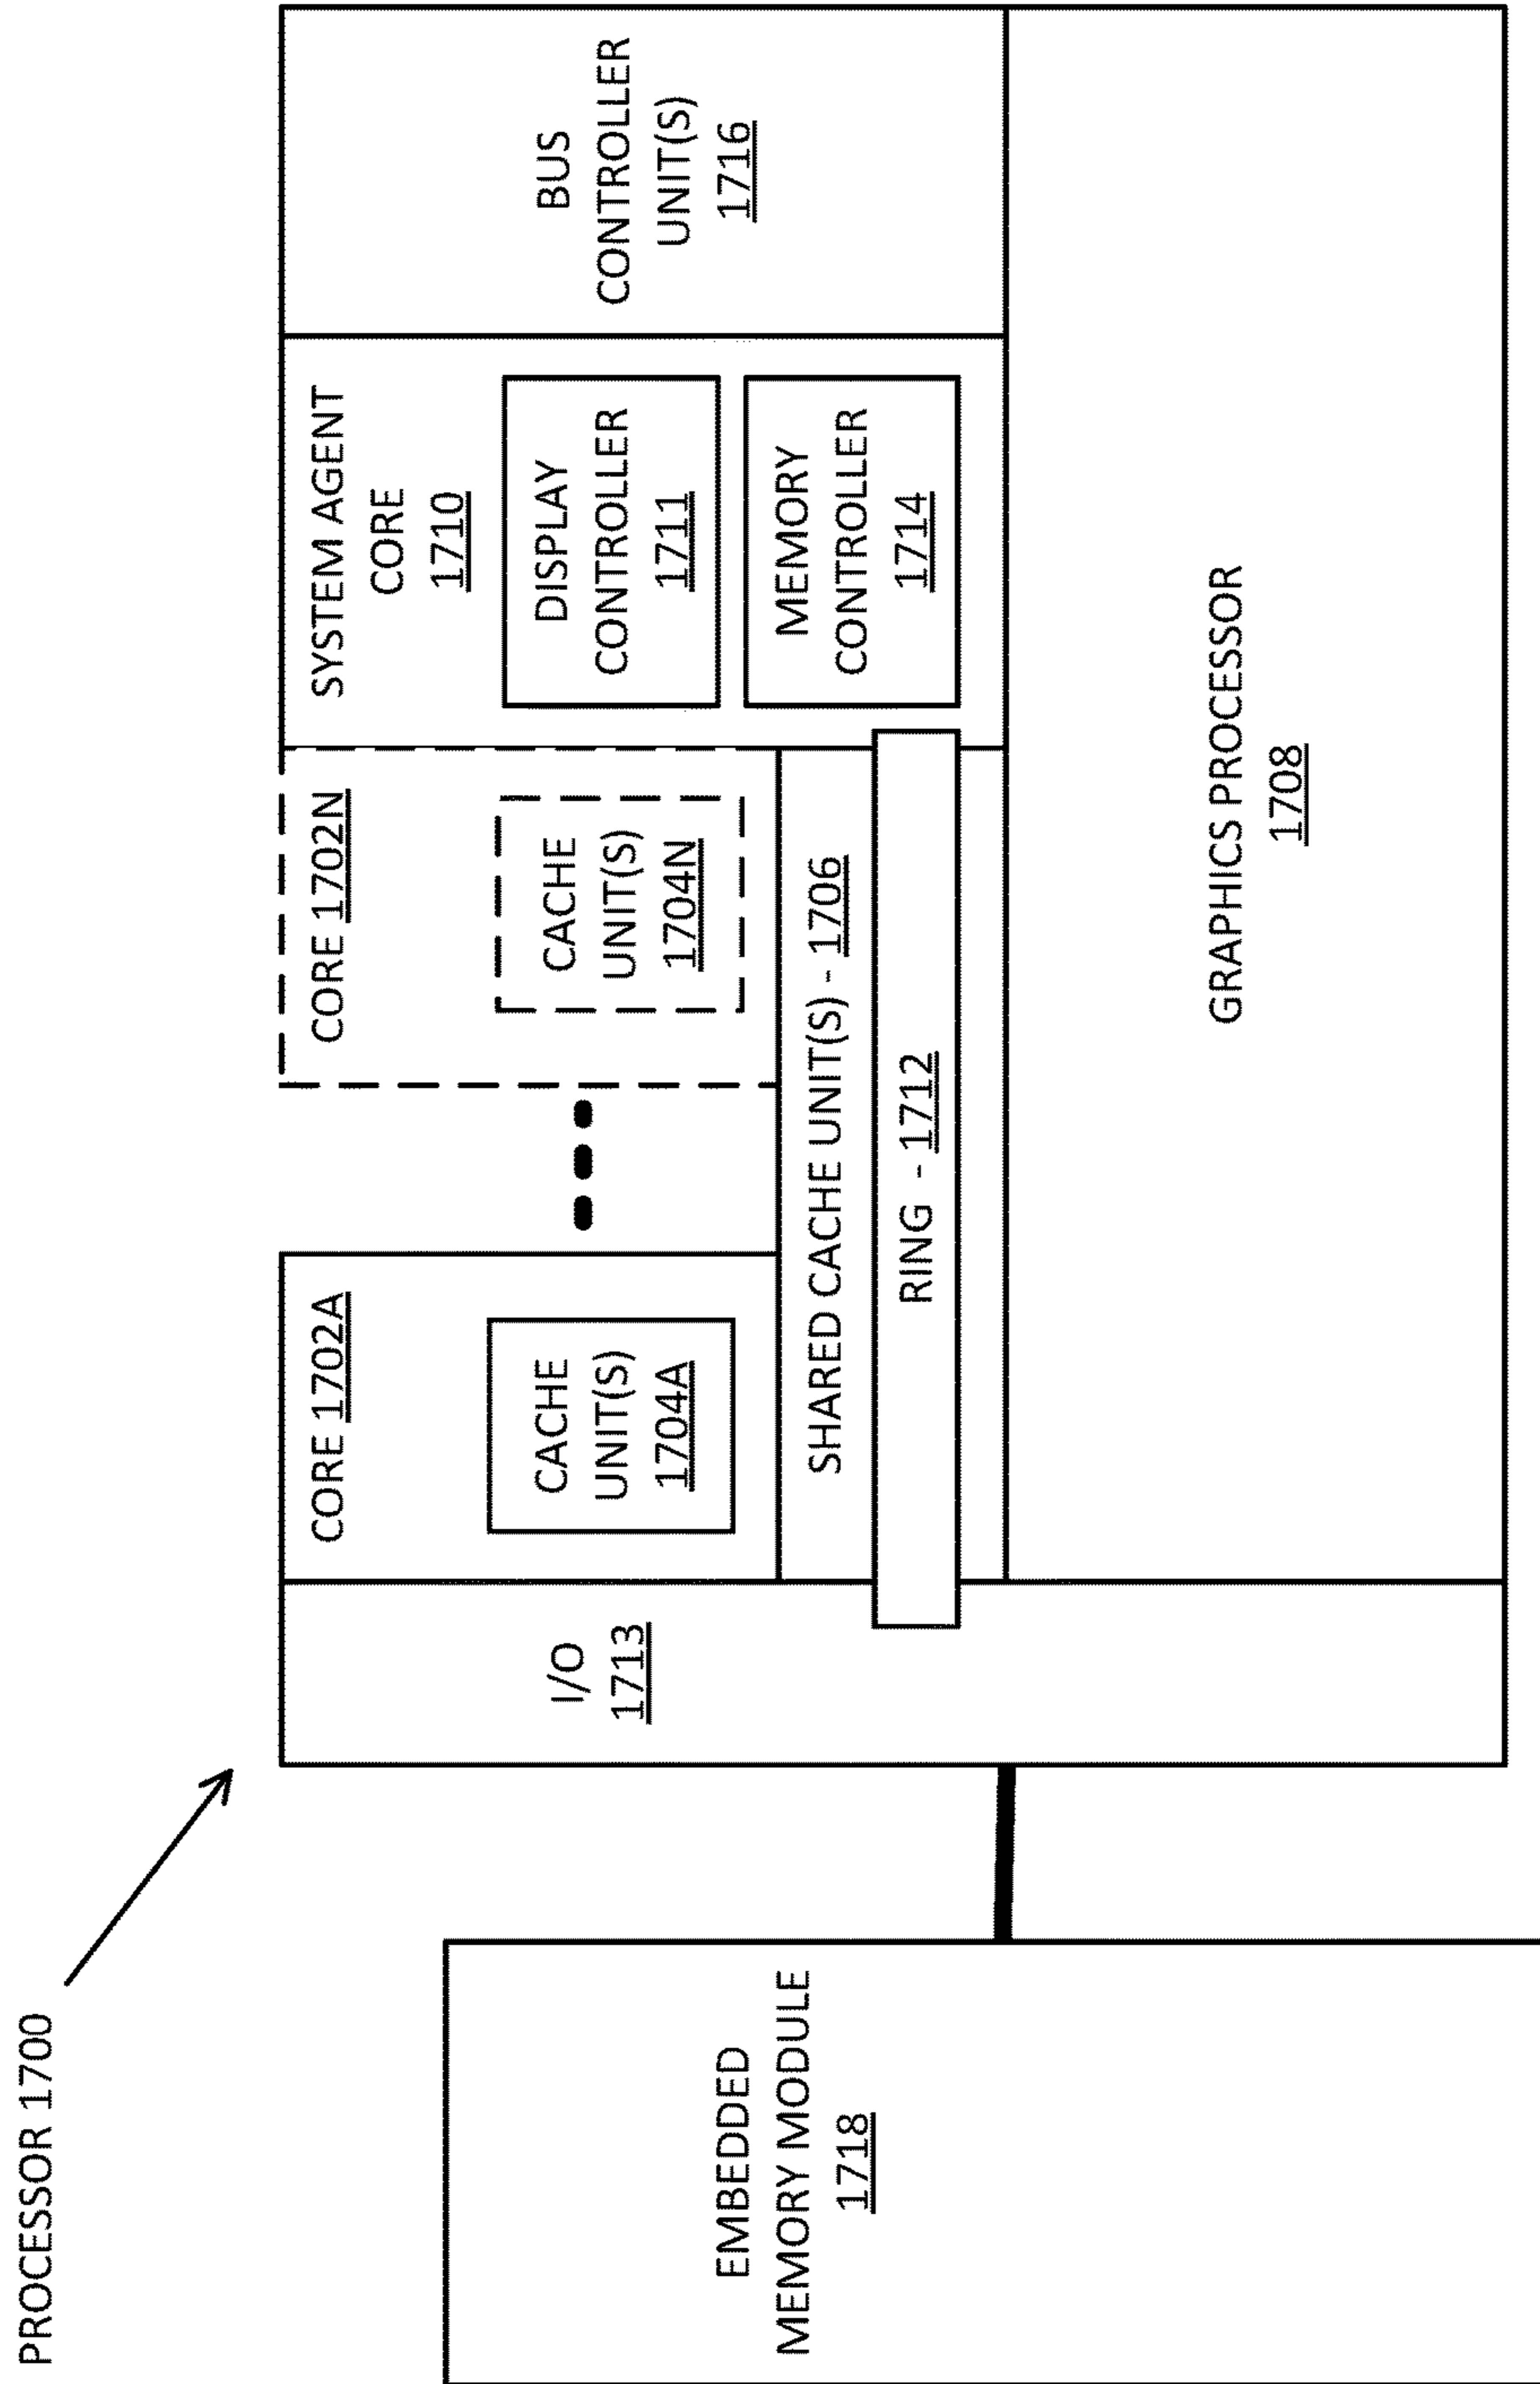 PROCESSOR 1700
EMBEDDED
MEMORY MODULE
1718
I/O
1713
CORE 1702A
CACHE
UNIT(S)
1704A
CORE 1702N
CACHE
UNIT(S)
1704N
SHARED CACHE UNIT(S) - 1706
RING - 1712
SYSTEM AGENT
CORE
1710
DISPLAY
CONTROLLER
1711
MEMORY
CONTROLLER
1714
BUS
CONTROLLER
UNIT(S)
1716
GRAPHICS PROCESSOR
1708